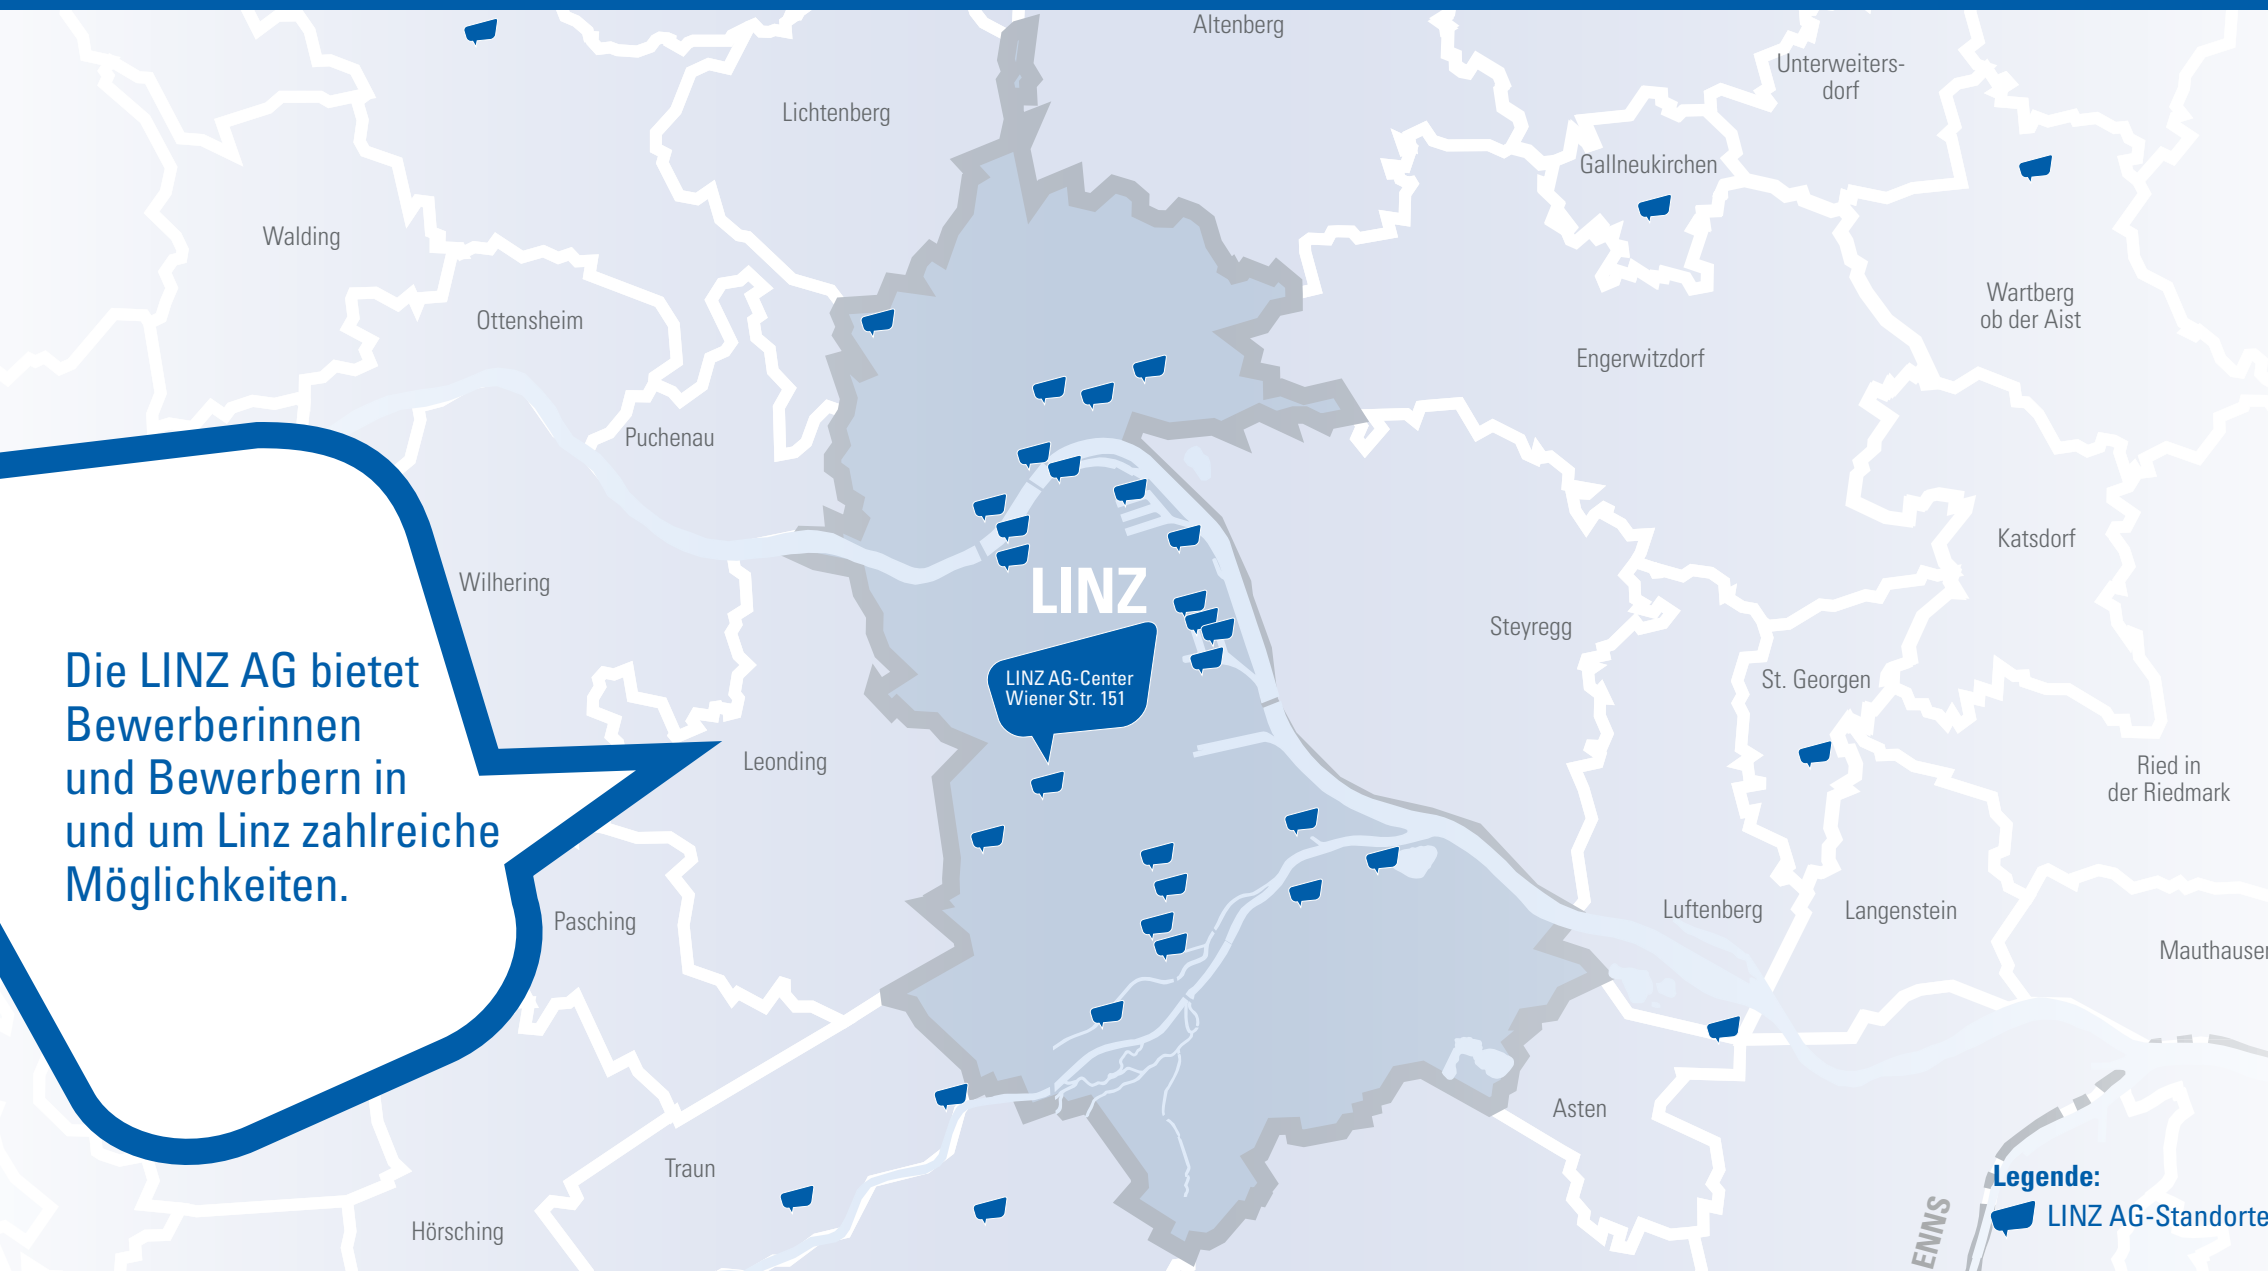 Altenberg
Unterweiters-
dorf
Lichtenberg
Gallneukirchen
Walding
Wartberg
ob der Aist
Ottensheim
Engerwitzdorf
Puchenau
Katsdorf
Wilhering
LINZ
Steyregg
LINZ AG-Center
Wiener Str. 151
St. Georgen
Die LINZ AG bietet
Bewerberinnen
und Bewerbern in
und um Linz zahlreiche
Möglichkeiten.
Leonding
Ried in
der Riedmark
Pasching
Luftenberg
Langenstein
Mauthausen
Asten
Traun
Hörsching
ENNS
Legende:
LINZ AG-Standorte